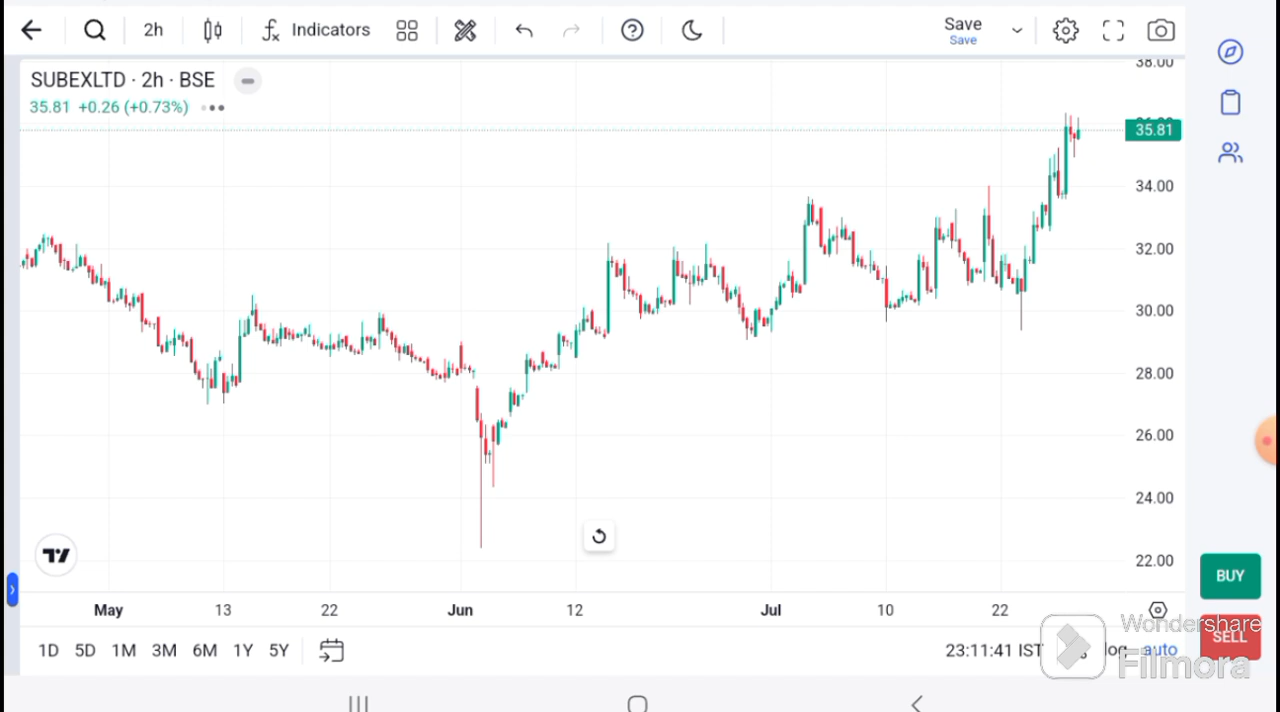 2h
Indicators
Save
Save
SUBEXLTD · 2h · BSE
35.81 +0.26 (+0.73%)
38.00
35.81
34.00
32.00
30.00
28.00
26.00
24.00
22.00
BUY
May 13 22 Jun 12 Jul 10 22
1D 5D 1M 3M 6M 1Y 5Y
23:11:41 IST
log
auto
SELL
Wondershare
Filmora